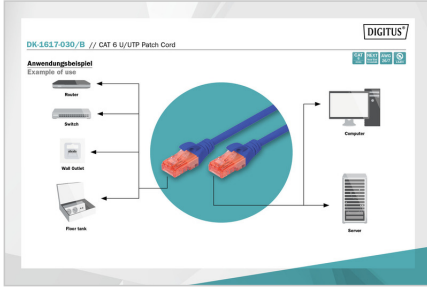 DIGITUS®
DK-1617-030/B // CAT 6 U/UTP Patch Cord
Anwendungsbeispiel
Example of use
Router
Switch
Wall Outlet
Floor tank
Computer
Server